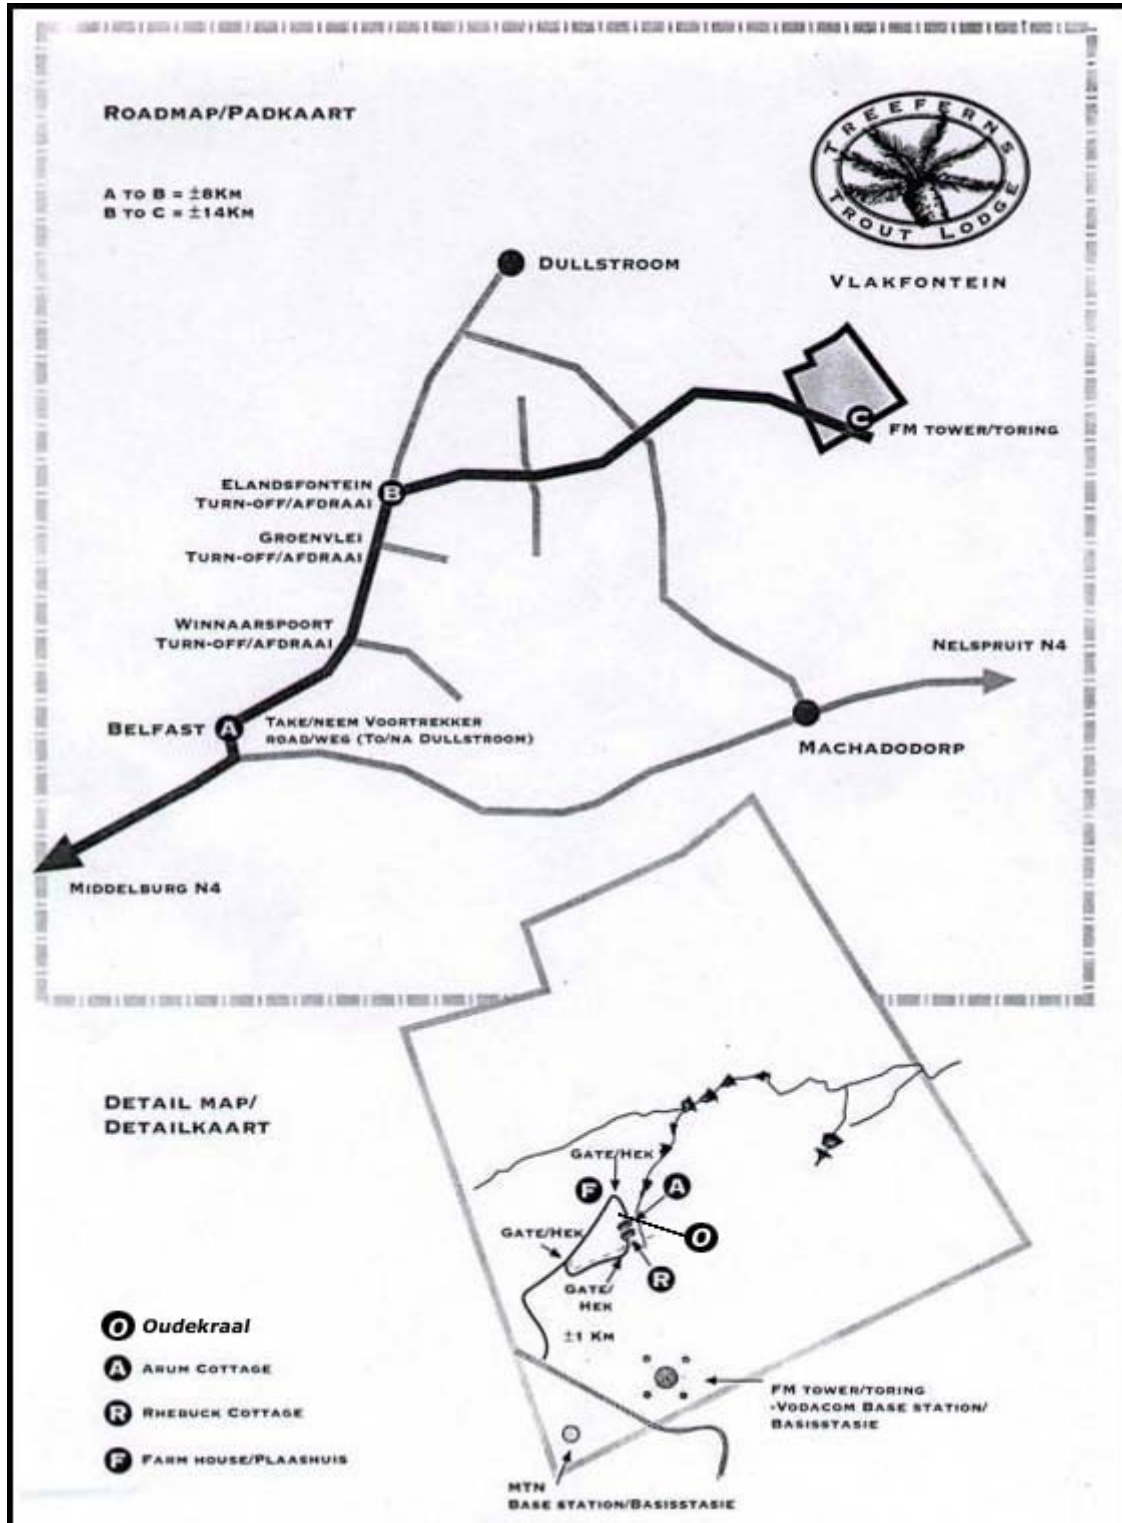 ROADMAP/PADKAART
A TO B = ±8KM
B TO C = ±14KM
TREEFERNS
TROUT LODGE
VLAKFONTEIN
DULLSTROOM
C
FM TOWER/TORING
ELANDSFONTEIN
TURN-OFF/AFDRAAI
B
GROENVLEI
TURN-OFF/AFDRAAI
WINNAARSPOORT
TURN-OFF/AFDRAAI
NELSPRUIT N4
BELFAST A
TAKE/NEEM VOORTREKKER
ROAD/WEG (TO/NA DULLSTROOM)
MACHADODORP
MIDDELBURG N4
DETAIL MAP/
DETAILKAART
GATE/HEK
F
A
GATE/HEK
O
R
GATE/
HEK
±1 KM
O Oudekraal
A ARUM COTTAGE
R RHEBUCK COTTAGE
F FARM HOUSE/PLAASHUIS
FM TOWER/TORING
-VODACOM BASE STATION/
BASISSTASIE
MTN
BASE STATION/BASISSTASIE